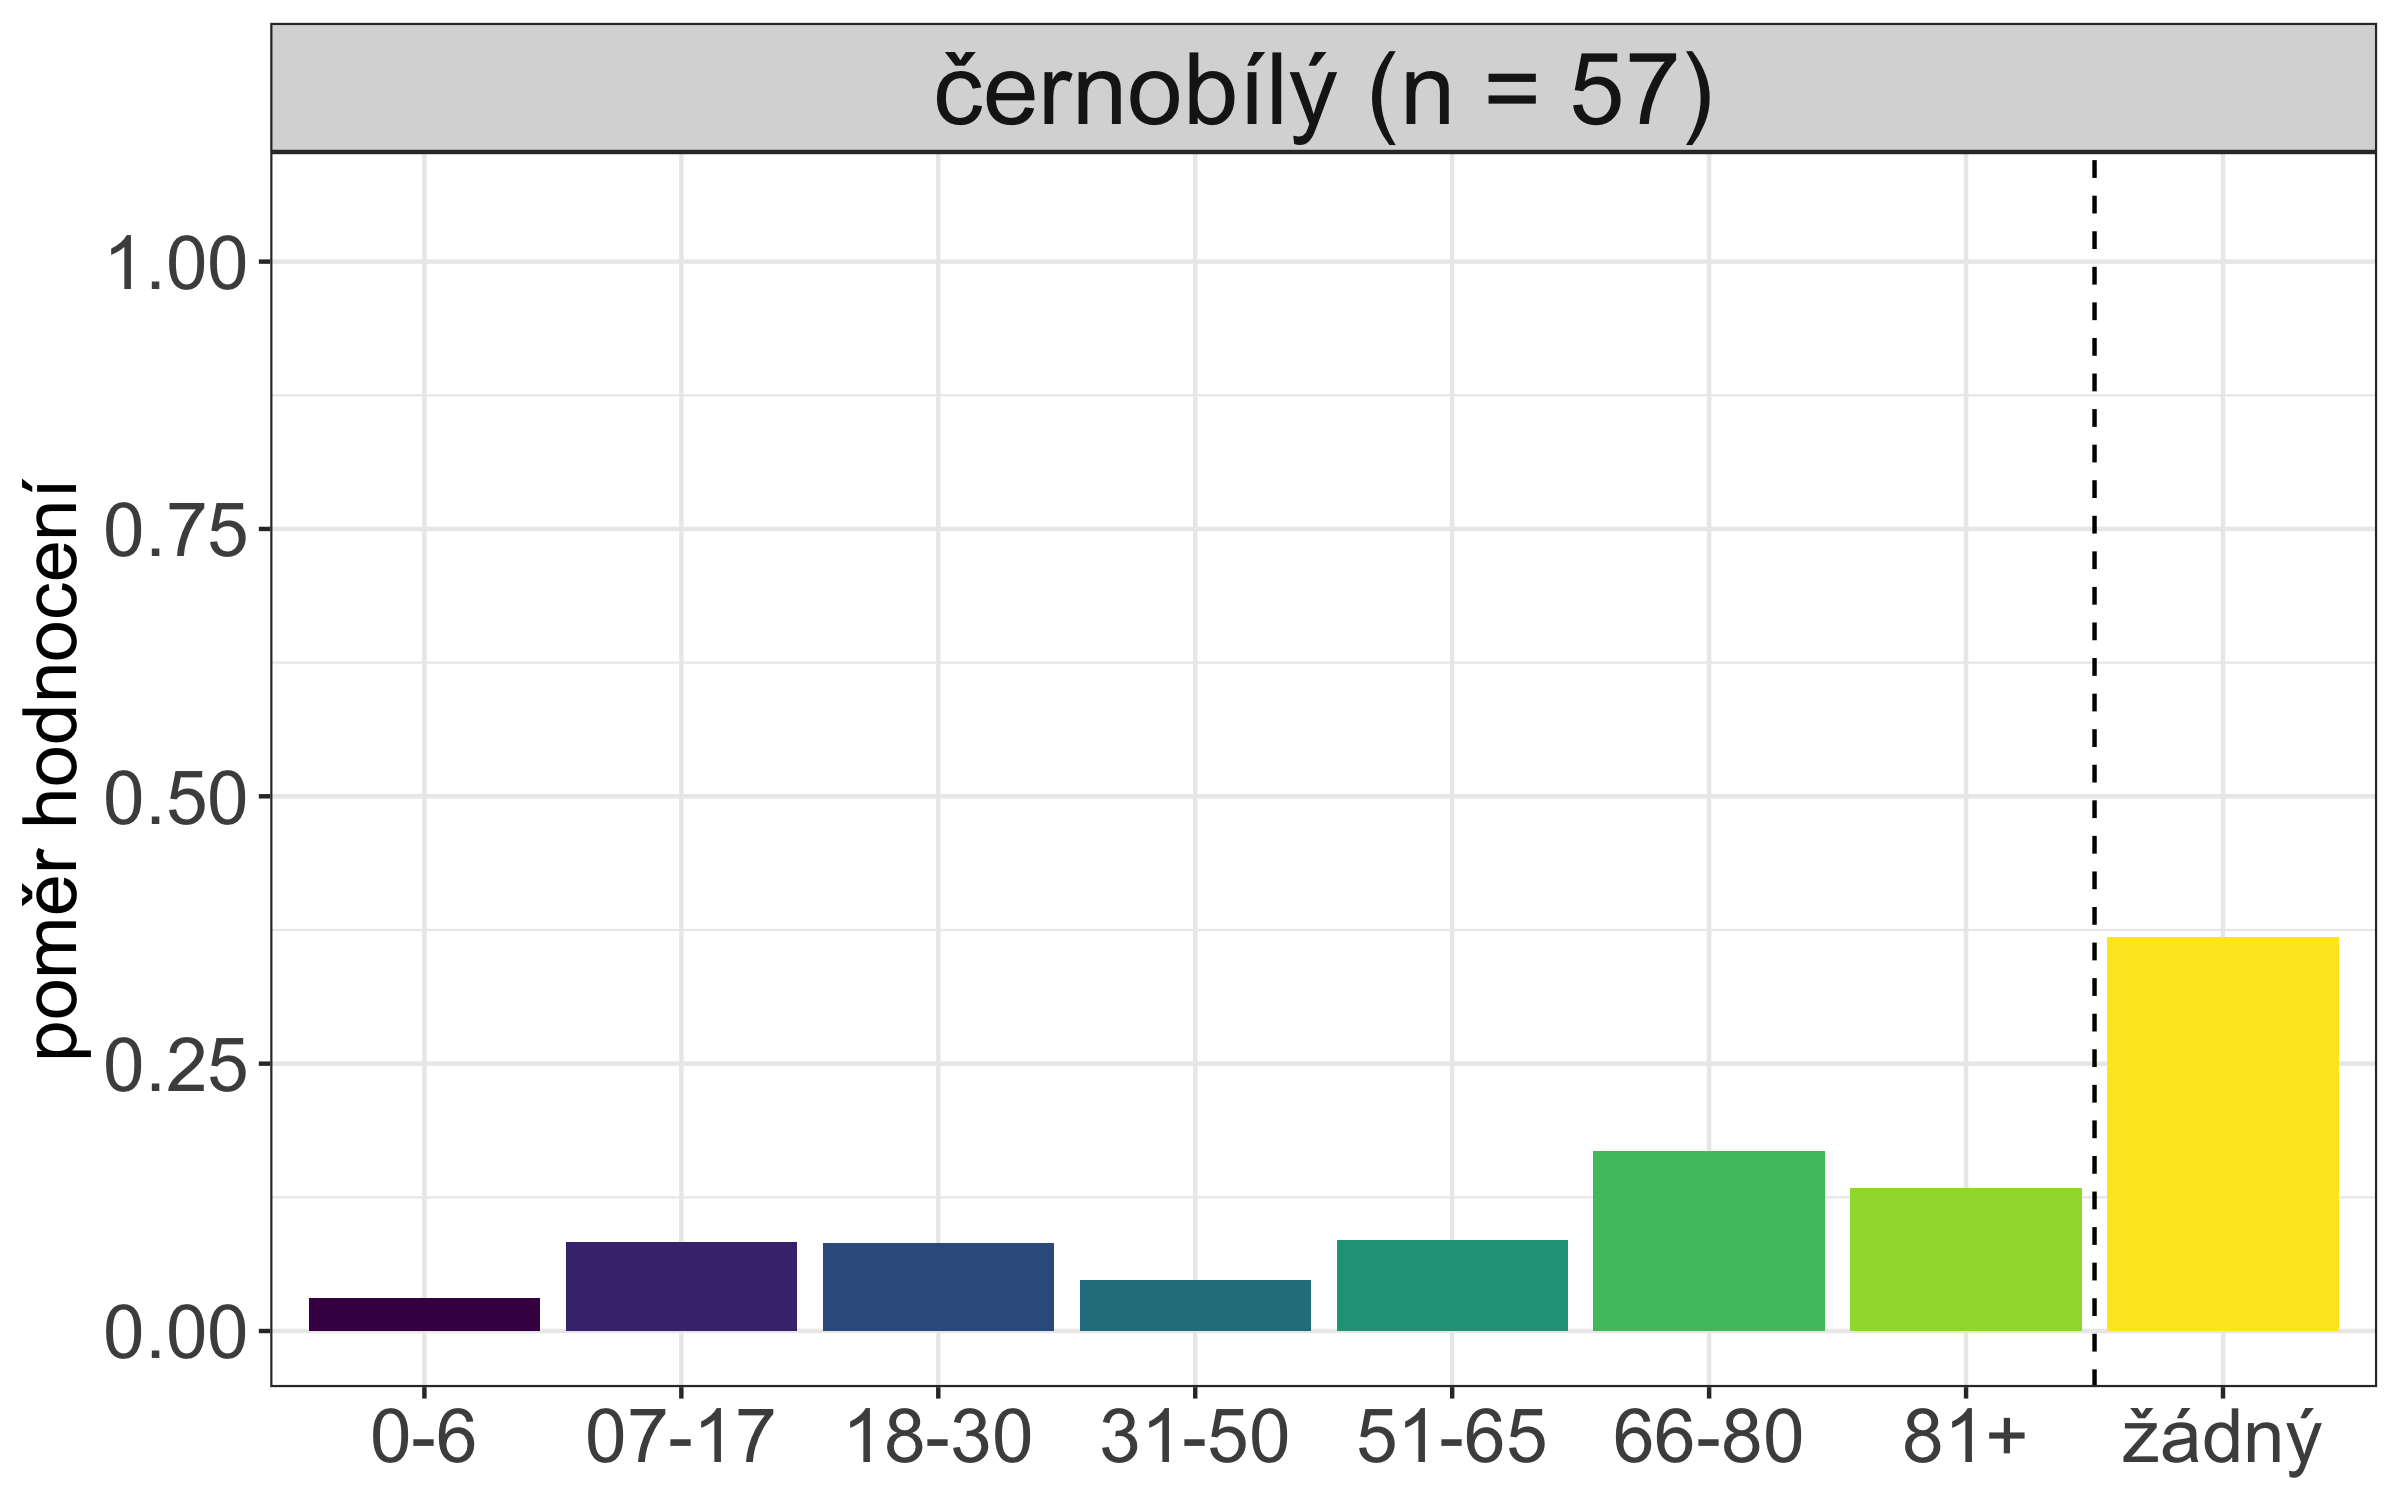 černobílý (n = 57)
poměr hodnocení
1.00
0.75
0.50
0.25
0.00
0-6 07-17 18-30 31-50 51-65 66-80 81+ žádný